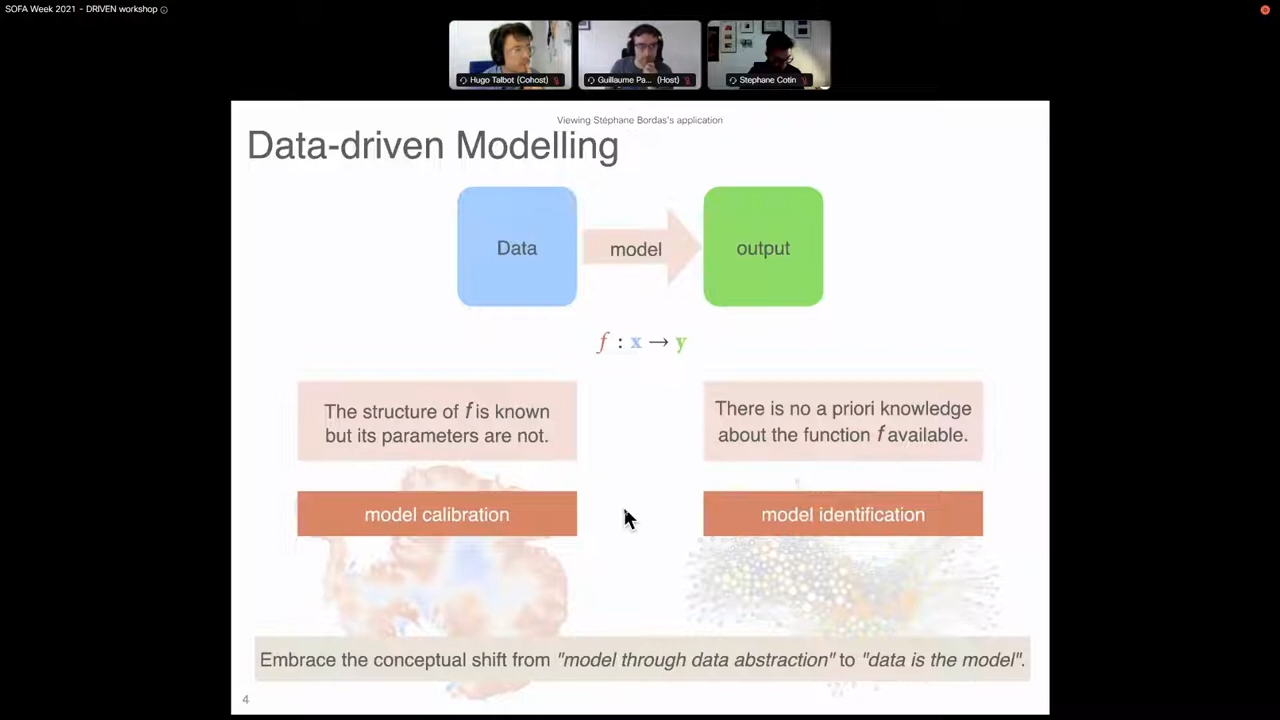 SOFA Week 2021 - DRIVEN workshop
Hugo Talbot (Cohost)
Guillaume Pa... (Host)
Stephane Cotin
Viewing Stéphane Bordas's application
Data-driven Modelling
Data
model
output
f : x → y
The structure of f is known
but its parameters are not.
There is no a priori knowledge
about the function f available.
model calibration
model identification
Embrace the conceptual shift from "model through data abstraction" to "data is the model".
4